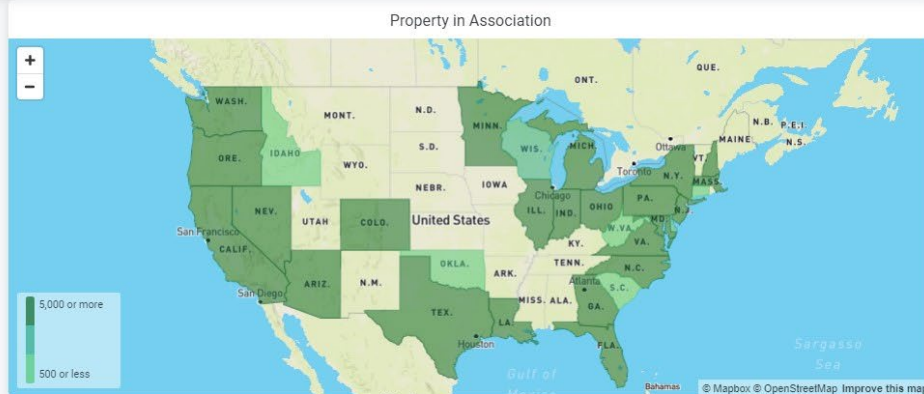 Property in Association
+
−
ONT.
QUE.
WASH.
MONT.
N.D.
MINN.
N.B.
P.E.I.
MAINE
N.S.
Ottawa
ORE.
IDAHO
S.D.
WIS.
MICH.
VT.
Toronto
WYO.
N.Y.
MASS.
NEBR.
IOWA
Chicago
PA.
NEV.
UTAH
COLO.
United States
ILL.
IND.
OHIO
N.J.
MD.
San Francisco
W.VA.
VA.
CALIF.
KY.
OKLA.
TENN.
N.C.
ARIZ.
N.M.
ARK.
Atlanta
S.C.
San Diego
MISS.
ALA.
GA.
5,000 or more
TEX.
LA.
Houston
FLA.
Sargasso
Sea
500 or less
Gulf of
Bahamas
© Mapbox © OpenStreetMap Improve this map